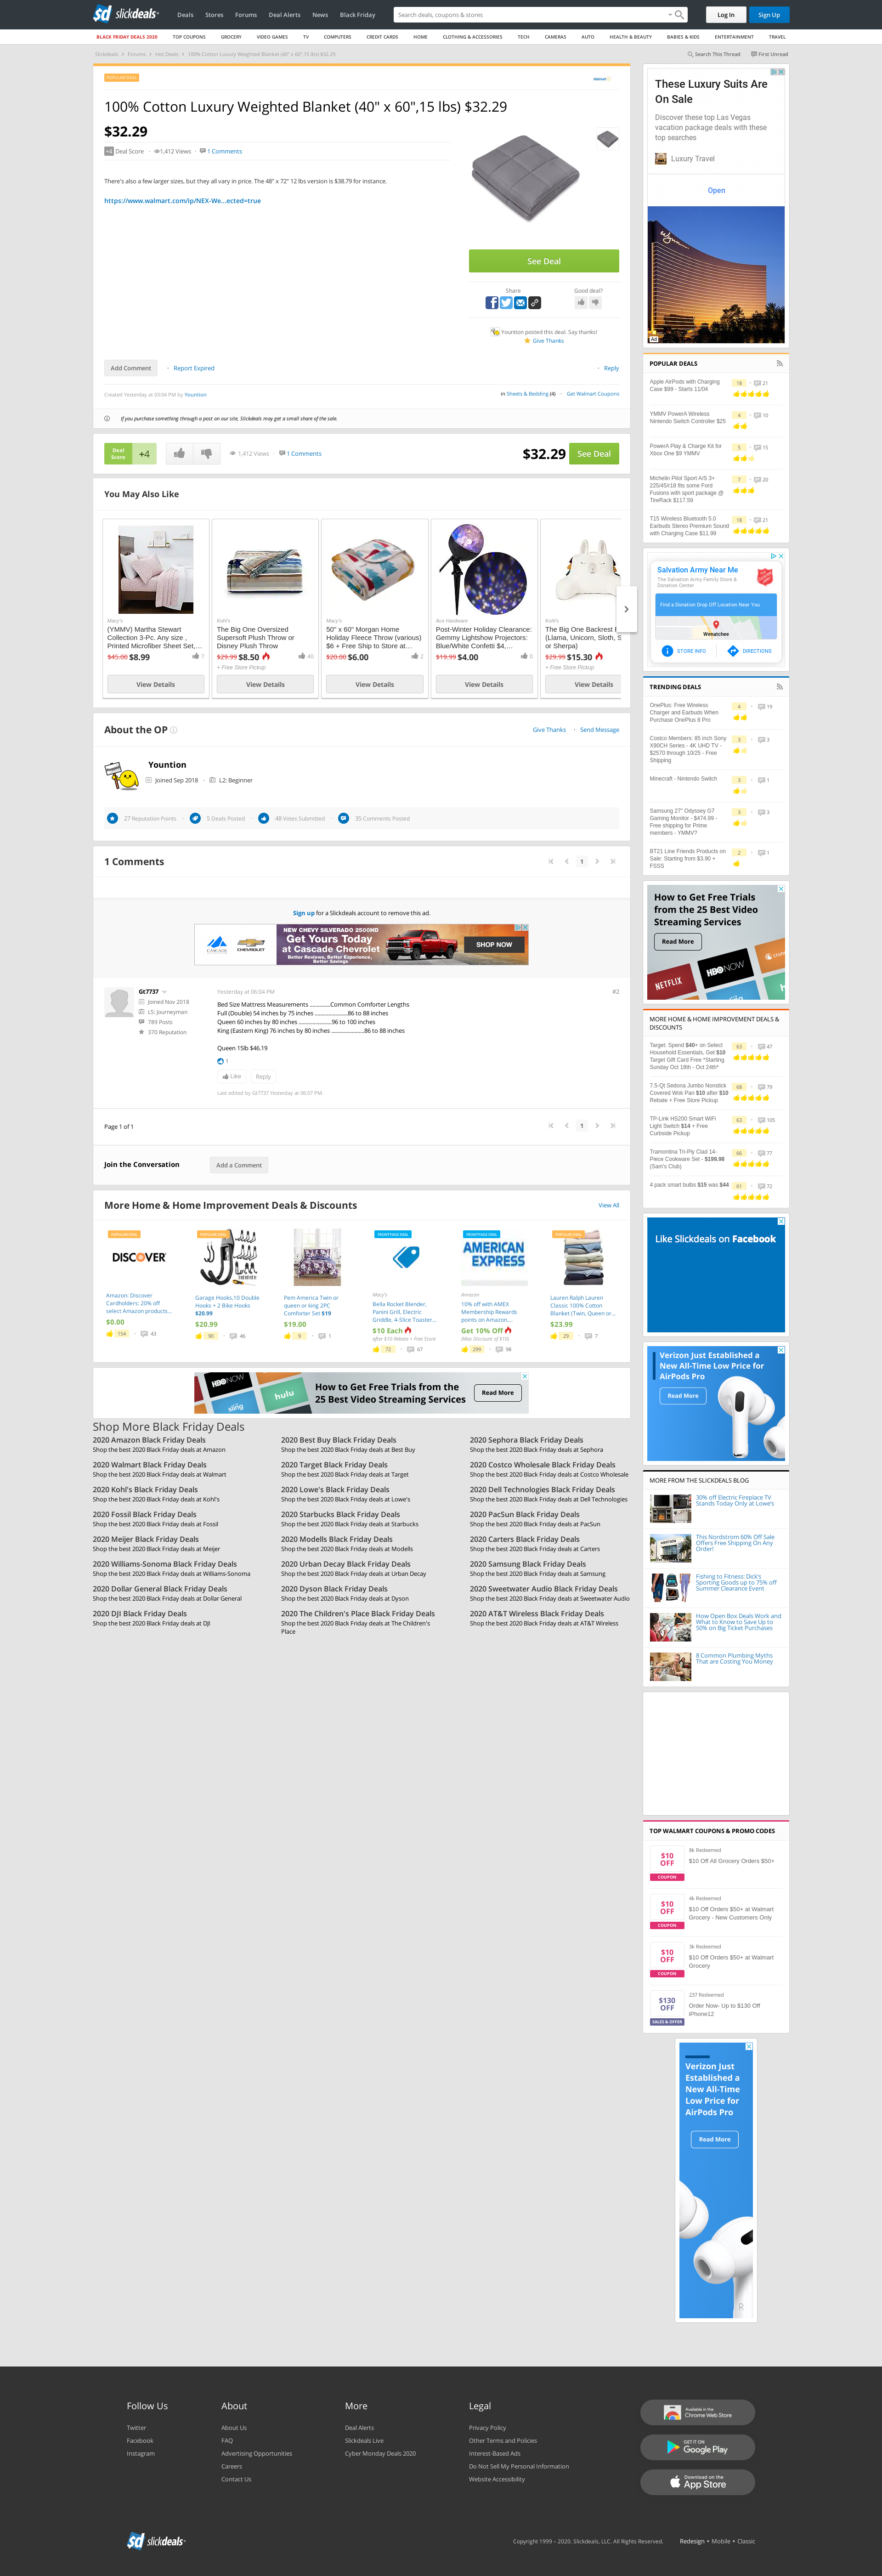 slickdeals
Deals Stores Forums Deal Alerts News Black Friday
Search deals, coupons & stores
Log In Sign Up
BLACK FRIDAY DEALS 2020 TOP COUPONS GROCERY VIDEO GAMES TV COMPUTERS CREDIT CARDS HOME CLOTHING & ACCESSORIES TECH CAMERAS AUTO HEALTH & BEAUTY BABIES & KIDS ENTERTAINMENT TRAVEL
Slickdeals > Forums > Hot Deals > 100% Cotton Luxury Weighted Blanket (40" x 60",15 lbs) $32.29
Search This Thread First Unread
POPULAR DEAL
Walmart
100% Cotton Luxury Weighted Blanket (40" x 60",15 lbs) $32.29
$32.29
+4 Deal Score 1,412 Views 1 Comments
There's also a few larger sizes, but they all vary in price. The 48" x 72" 12 lbs version is $38.79 for instance.
https://www.walmart.com/ip/NEX-We...ected=true
See Deal
Share Good deal?
Yountion posted this deal. Say thanks!
Give Thanks
Add Comment Report Expired Reply
Created Yesterday at 03:04 PM by Yountion
in Sheets & Bedding (4) Get Walmart Coupons
If you purchase something through a post on our site, Slickdeals may get a small share of the sale.
Deal Score +4
1,412 Views 1 Comments
$32.29 See Deal
You May Also Like
Macy's
(YMMV) Martha Stewart Collection 3-Pc. Any size , Printed Microfiber Sheet Set,...
$45.00 $8.99 7
View Details
Kohl's
The Big One Oversized Supersoft Plush Throw or Disney Plush Throw
$29.99 $8.50 40
+ Free Store Pickup
View Details
Macy's
50" x 60" Morgan Home Holiday Fleece Throw (various) $6 + Free Ship to Store at...
$20.00 $6.00 2
View Details
Ace Hardware
Post-Winter Holiday Clearance: Gemmy Lightshow Projectors: Blue/White Confetti $4,...
$19.99 $4.00
View Details
Kohl's
The Big One Backrest
(Llama, Unicorn, Sloth, S
or Sherpa)
$29.99 $15.30
+ Free Store Pickup
View Details
About the OP
Give Thanks Send Message
Yountion
Joined Sep 2018 L2: Beginner
27 Reputation Points 5 Deals Posted 48 Votes Submitted 35 Comments Posted
1 Comments
1
Sign up for a Slickdeals account to remove this ad.
CASCADE CHEVROLET
NEW CHEVY SILVERADO 2500HD
Get Yours Today
at Cascade Chevrolet
Better Reviews, Better Experience,
Better Savings
SHOP NOW
Gt7737
Joined Nov 2018
L5: Journeyman
789 Posts
370 Reputation
Yesterday at 06:04 PM #2
Bed Size Mattress Measurements ..............Common Comforter Lengths
Full (Double) 54 inches by 75 inches ......................86 to 88 inches
Queen 60 inches by 80 inches ......................96 to 100 inches
King (Eastern King) 76 inches by 80 inches ......................86 to 88 inches
Queen 15lb $46.19
1
Like Reply
Last edited by Gt7737 Yesterday at 06:07 PM.
Page 1 of 1
1
Join the Conversation
Add a Comment
More Home & Home Improvement Deals & Discounts
View All
POPULAR DEAL
DISCOVER
Amazon: Discover Cardholders: 20% off select Amazon products...
$0.00
154 43
POPULAR DEAL
Garage Hooks,10 Double Hooks + 2 Bike Hooks $20.99
$20.99
90 46
Pem America Twin or queen or king 2PC Comforter Set $19
$19.00
9 1
FRONTPAGE DEAL
Macy's
Bella Rocket Blender, Panini Grill, Electric Griddle, 4-Slice Toaster...
$10 Each
after $10 Rebate + Free Store
72 67
FRONTPAGE DEAL
AMERICAN EXPRESS
Amazon
10% off with AMEX Membership Rewards points on Amazon....
Get 10% Off
(Max Discount of $10)
299 98
POPULAR DEAL
Lauren Ralph Lauren Classic 100% Cotton Blanket (Twin, Queen or...
$23.99
29 7
HBO NOW
hulu
How to Get Free Trials from the
25 Best Video Streaming Services
Read More
Shop More Black Friday Deals
2020 Amazon Black Friday Deals
Shop the best 2020 Black Friday deals at Amazon
2020 Best Buy Black Friday Deals
Shop the best 2020 Black Friday deals at Best Buy
2020 Sephora Black Friday Deals
Shop the best 2020 Black Friday deals at Sephora
2020 Walmart Black Friday Deals
Shop the best 2020 Black Friday deals at Walmart
2020 Target Black Friday Deals
Shop the best 2020 Black Friday deals at Target
2020 Costco Wholesale Black Friday Deals
Shop the best 2020 Black Friday deals at Costco Wholesale
2020 Kohl's Black Friday Deals
Shop the best 2020 Black Friday deals at Kohl's
2020 Lowe's Black Friday Deals
Shop the best 2020 Black Friday deals at Lowe's
2020 Dell Technologies Black Friday Deals
Shop the best 2020 Black Friday deals at Dell Technologies
2020 Fossil Black Friday Deals
Shop the best 2020 Black Friday deals at Fossil
2020 Starbucks Black Friday Deals
Shop the best 2020 Black Friday deals at Starbucks
2020 PacSun Black Friday Deals
Shop the best 2020 Black Friday deals at PacSun
2020 Meijer Black Friday Deals
Shop the best 2020 Black Friday deals at Meijer
2020 Modells Black Friday Deals
Shop the best 2020 Black Friday deals at Modells
2020 Carters Black Friday Deals
Shop the best 2020 Black Friday deals at Carters
2020 Williams-Sonoma Black Friday Deals
Shop the best 2020 Black Friday deals at Williams-Sonoma
2020 Urban Decay Black Friday Deals
Shop the best 2020 Black Friday deals at Urban Decay
2020 Samsung Black Friday Deals
Shop the best 2020 Black Friday deals at Samsung
2020 Dollar General Black Friday Deals
Shop the best 2020 Black Friday deals at Dollar General
2020 Dyson Black Friday Deals
Shop the best 2020 Black Friday deals at Dyson
2020 Sweetwater Audio Black Friday Deals
Shop the best 2020 Black Friday deals at Sweetwater Audio
2020 DJI Black Friday Deals
Shop the best 2020 Black Friday deals at DJI
2020 The Children's Place Black Friday Deals
Shop the best 2020 Black Friday deals at The Children's
Place
2020 AT&T Wireless Black Friday Deals
Shop the best 2020 Black Friday deals at AT&T Wireless
These Luxury Suits Are
On Sale
Discover these top Las Vegas
vacation package deals with these
top searches
Luxury Travel
Open
Wynn
Ad
POPULAR DEALS
Apple AirPods with Charging Case $99 - Starts 11/04
18 21
YMMV PowerA Wireless Nintendo Switch Controller $25
4 10
PowerA Play & Charge Kit for Xbox One $9 YMMV
5 15
Michelin Pilot Sport A/S 3+ 225/45/r18 fits some Ford Fusions with sport package @ TireRack $117.59
7 20
T15 Wireless Bluetooth 5.0 Earbuds Stereo Premium Sound with Charging Case $11.99
18 21
Salvation Army Near Me
The Salvation Army Family Store & Donation Center
Find a Donation Drop Off Location Near You
Wenatchee
STORE INFO DIRECTIONS
TRENDING DEALS
OnePlus: Free Wireless Charger and Earbuds When Purchase OnePlus 8 Pro
4 19
Costco Members: 85 inch Sony X90CH Series - 4K UHD TV - $2570 through 10/25 - Free Shipping
3 3
Minecraft - Nintendo Switch
3 1
Samsung 27" Odyssey G7 Gaming Monitor - $474.99 - Free shipping for Prime members - YMMV?
3 3
BT21 Line Friends Products on Sale: Starting from $3.90 + FSSS
2 1
How to Get Free Trials
from the 25 Best Video
Streaming Services
Read More
NETFLIX
HBO NOW
MORE HOME & HOME IMPROVEMENT DEALS & DISCOUNTS
Target: Spend $40+ on Select Household Essentials, Get $10 Target Gift Card Free *Starting Sunday Oct 18th - Oct 24th*
63 47
7.5-Qt Sedona Jumbo Nonstick Covered Wok Pan $10 after $10 Rebate + Free Store Pickup
68 79
TP-Link HS200 Smart WiFi Light Switch $14 + Free Curbside Pickup
63 105
Tramontina Tri-Ply Clad 14-Piece Cookware Set - $199.98 (Sam's Club)
66 77
4 pack smart bulbs $15 was $44
61 72
Like Slickdeals on Facebook
Verizon Just Established a
New All-Time Low Price for
AirPods Pro
Read More
MORE FROM THE SLICKDEALS BLOG
30% off Electric Fireplace TV Stands Today Only at Lowe's
This Nordstrom 60% Off Sale Offers Free Shipping On Any Order!
Fishing to Fitness: Dick's Sporting Goods up to 75% off Summer Clearance Event
How Open Box Deals Work and What to Know to Save Up to 50% on Big Ticket Purchases
8 Common Plumbing Myths That are Costing You Money
TOP WALMART COUPONS & PROMO CODES
$10 OFF COUPON
8k Redeemed
$10 Off All Grocery Orders $50+
$10 OFF COUPON
4k Redeemed
$10 Off Orders $50+ at Walmart Grocery - New Customers Only
$10 OFF COUPON
3k Redeemed
$10 Off Orders $50+ at Walmart Grocery
$130 OFF SALES & OFFER
237 Redeemed
Order Now- Up to $130 Off iPhone12
Verizon Just
Established a
New All-Time
Low Price for
AirPods Pro
Read More
Follow Us
Twitter
Facebook
Instagram
About
About Us
FAQ
Advertising Opportunities
Careers
Contact Us
More
Deal Alerts
Slickdeals Live
Cyber Monday Deals 2020
Legal
Privacy Policy
Other Terms and Policies
Interest-Based Ads
Do Not Sell My Personal Information
Website Accessibility
Available in the Chrome Web Store
GET IT ON Google Play
Download on the App Store
slickdeals
Copyright 1999 - 2020. Slickdeals, LLC. All Rights Reserved. Redesign • Mobile • Classic